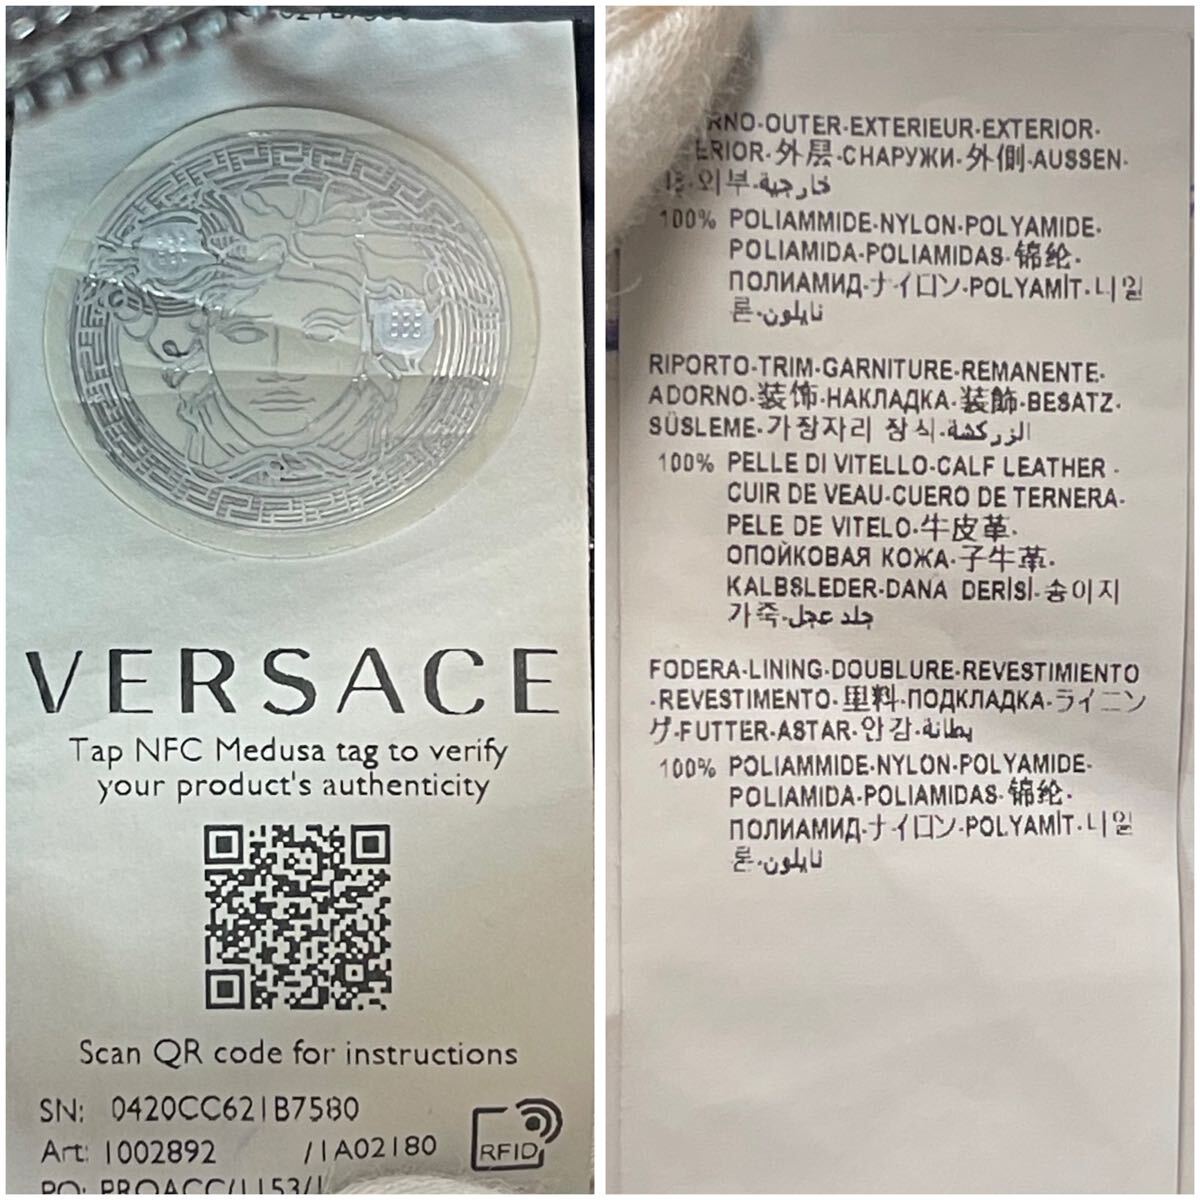 VERSACE
Tap NFC Medusa tag to verify
your product's authenticity
Scan QR code for instructions
SN: 0420CC621B7580
Art: 1002892 /1A02180
RFID
PO: PROACC/1153/1
RNO-OUTER-EXTERIEUR-EXTERIOR-
ERIOR-外层-СНАРУЖИ-外側-AUSSEN-
외부-خارجية
100% POLIAMMIDE-NYLON-POLYAMIDE-
POLIAMIDA-POLIAMIDAS-锦纶-
ПОЛИАМИД-ナイロン-POLYAMİT-나일
론-نايلون
RIPORTO-TRIM-GARNITURE-REMANENTE-
ADORNO-装饰-НАКЛАДКА-装飾-BESATZ-
SÜSLEME-가장자리 장식-الزركشة
100% PELLE DI VITELLO-CALF LEATHER -
CUIR DE VEAU-CUERO DE TERNERA-
PELE DE VITELO-牛皮革-
ОПОЙКОВАЯ КОЖА-子牛革-
KALBSLEDER-DANA DERİSİ-송이지
가죽-جلد عجل
FODERA-LINING-DOUBLURE-REVESTIMIENTO
-REVESTIMENTO-里料-ПОДКЛАДКА-ライニン
グ-FUTTER-ASTAR-안감-بطانة
100% POLIAMMIDE-NYLON-POLYAMIDE-
POLIAMIDA-POLIAMIDAS-锦纶-
ПОЛИАМИД-ナイロン-POLYAMİT-나일
론-نايلون